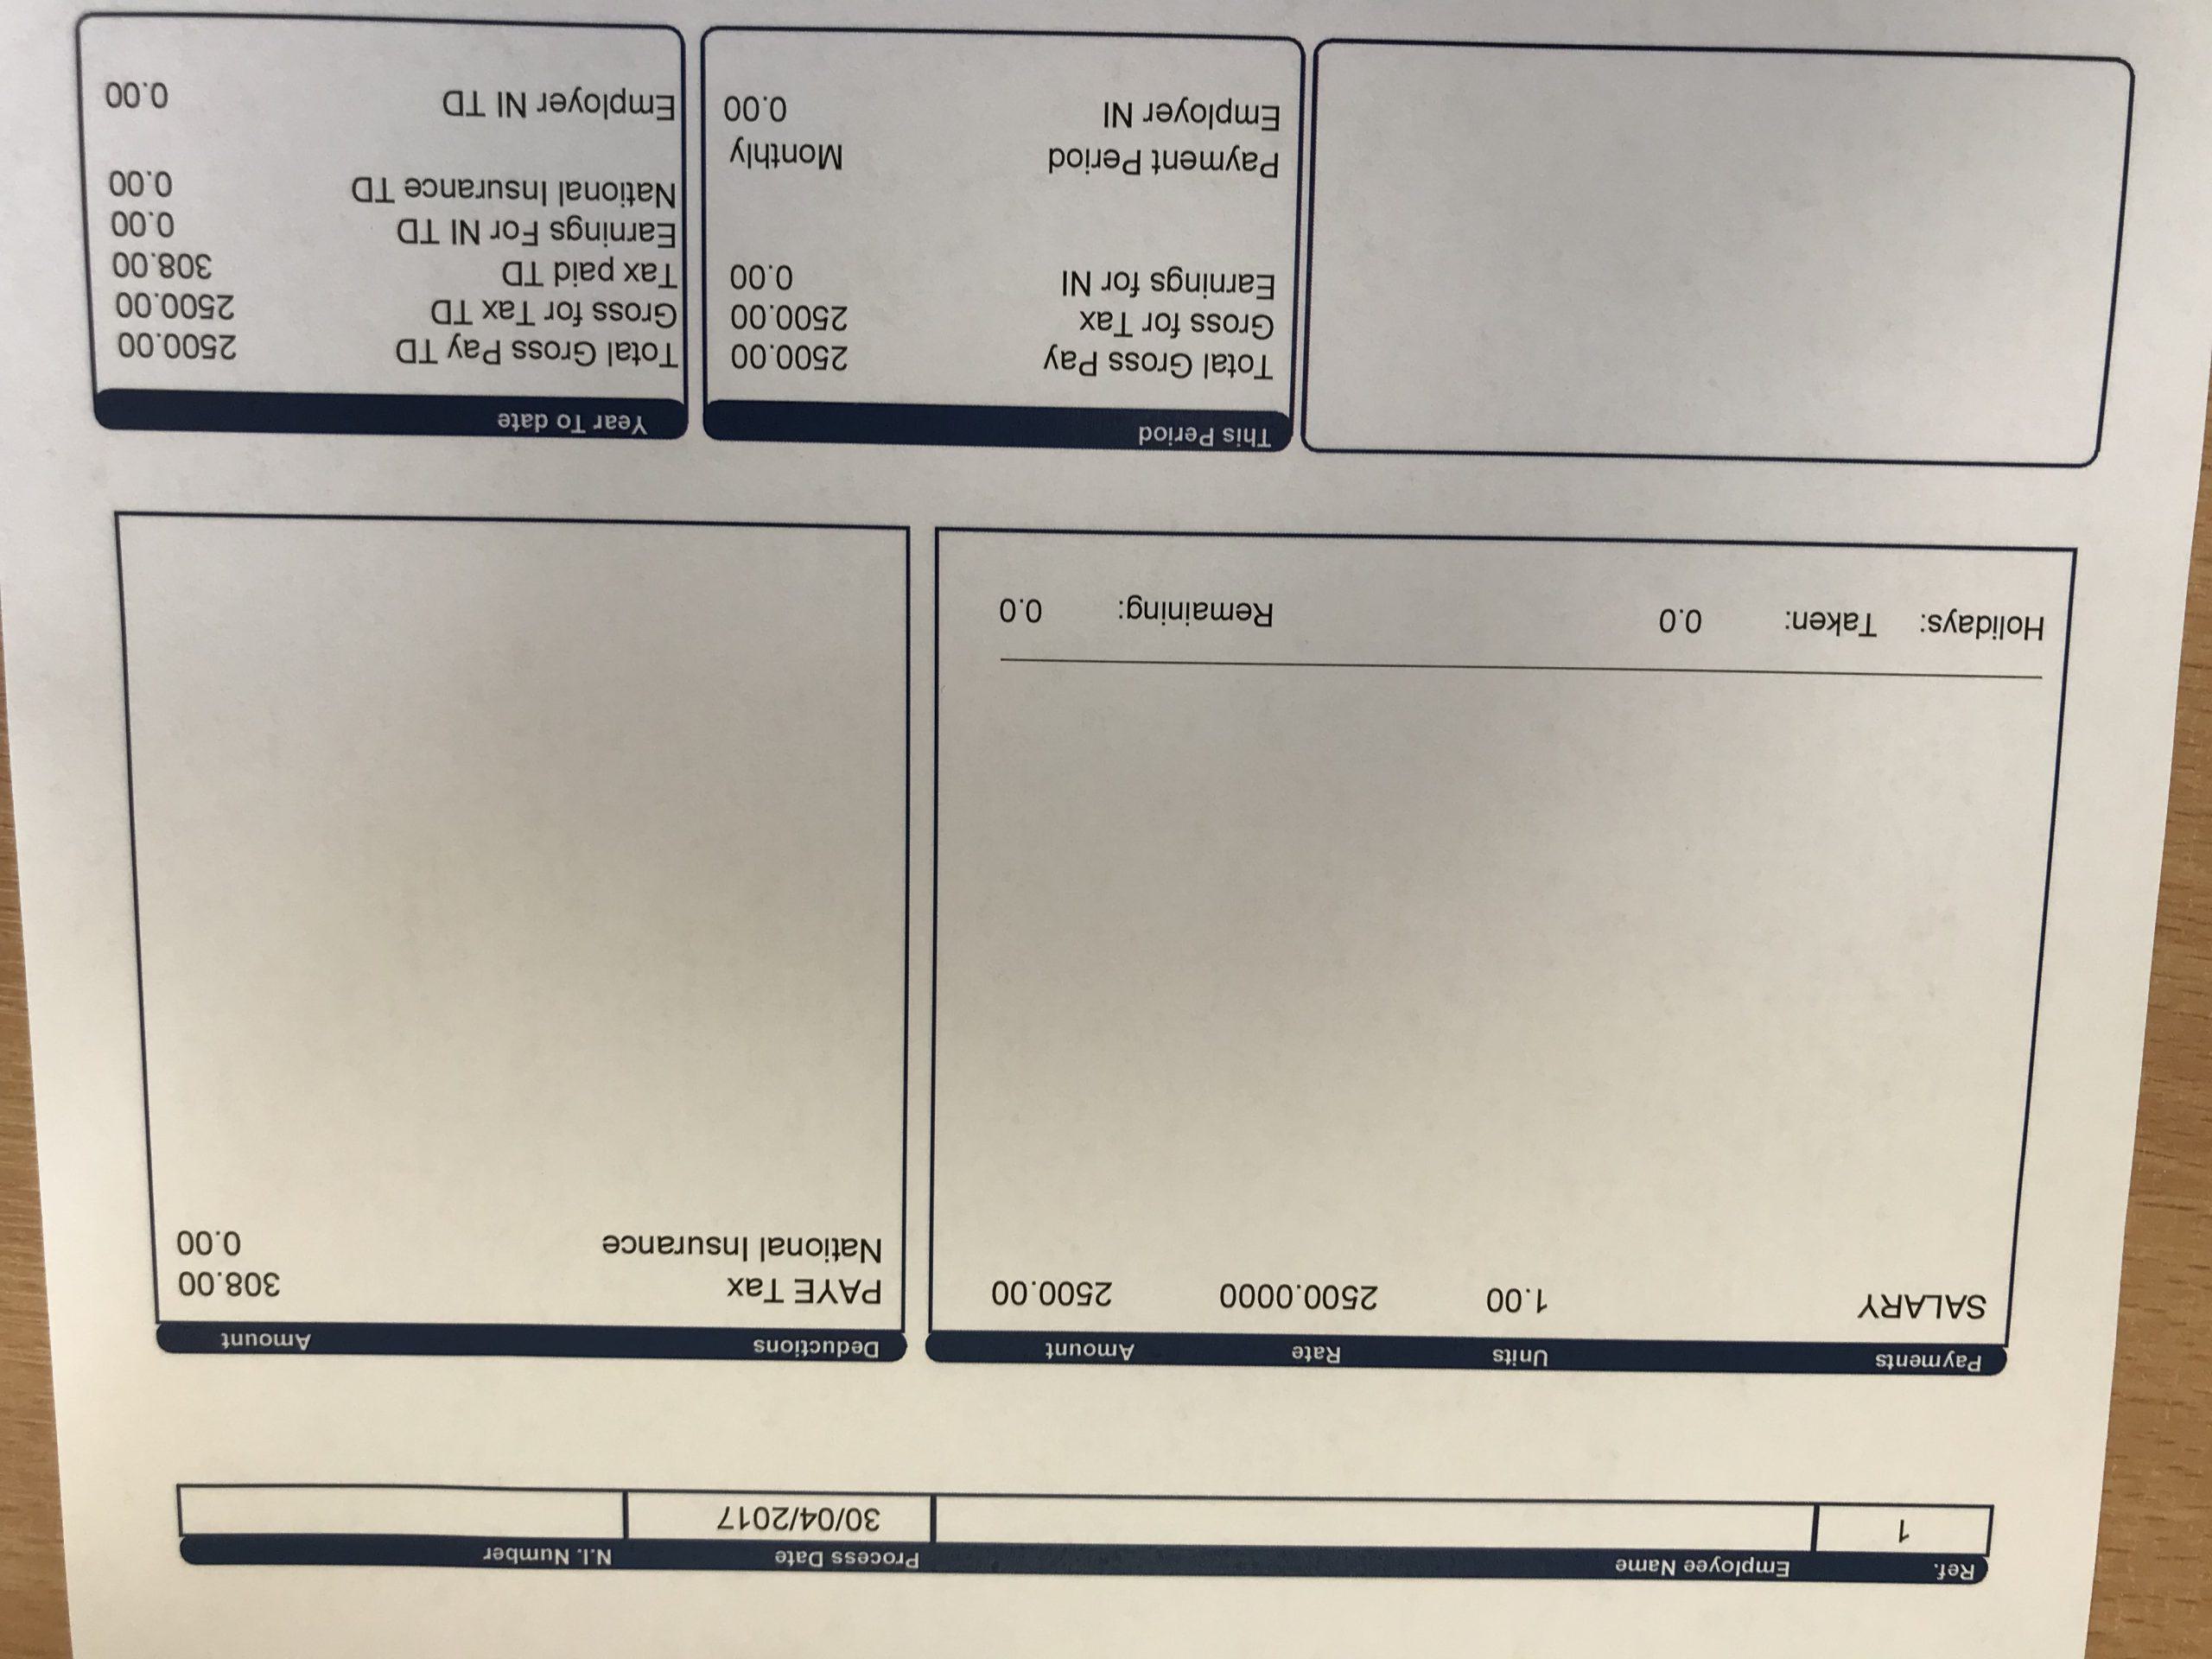 Ref. Employee Name Process Date N.I. Number
1 30/04/2017
Payments Units Rate Amount Deductions Amount
SALARY 1.00 2500.0000 2500.00 PAYE Tax 308.00
National Insurance 0.00
Holidays: Taken: 0.0 Remaining: 0.0
This Period Year To date
Total Gross Pay 2500.00 Total Gross Pay TD 2500.00
Gross for Tax 2500.00 Gross for Tax TD 2500.00
Earnings for NI 0.00 Tax paid TD 308.00
Earnings For NI TD 0.00
National Insurance TD 0.00
Payment Period Monthly
Employer NI 0.00 Employer NI TD 0.00